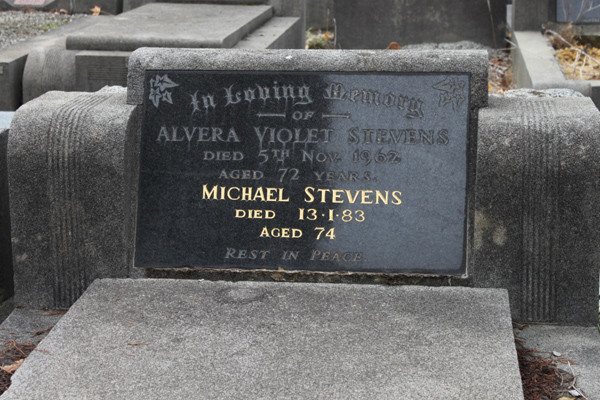 In Loving Memory
— OF —
ALVERA VIOLET STEVENS
DIED 5TH NOV. 1962
AGED 72 YEARS.
MICHAEL STEVENS
DIED 13·1·83
AGED 74
REST IN PEACE